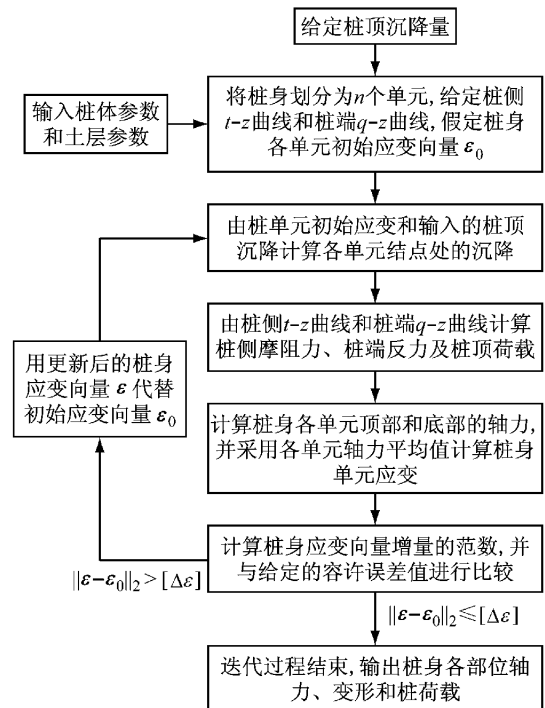 给定桩顶沉降量
输入桩体参数
和土层参数
将桩身划分为n个单元,给定桩侧
t-z曲线和桩端q-z曲线,假定桩身
各单元初始应变向量ε₀
由桩单元初始应变和输入的桩顶
沉降计算各单元结点处的沉降
由桩侧t-z曲线和桩端q-z曲线计算
桩侧摩阻力、桩端反力及桩顶荷载
用更新后的桩身
应变向量ε代替
初始应变向量ε₀
计算桩身各单元顶部和底部的轴力,
并采用各单元轴力平均值计算桩身
单元应变
计算桩身应变向量增量的范数,并
与给定的容许误差值进行比较
||ε-ε₀||₂>[Δε]
||ε-ε₀||₂≤[Δε]
迭代过程结束,输出桩身各部位轴
力、变形和桩荷载